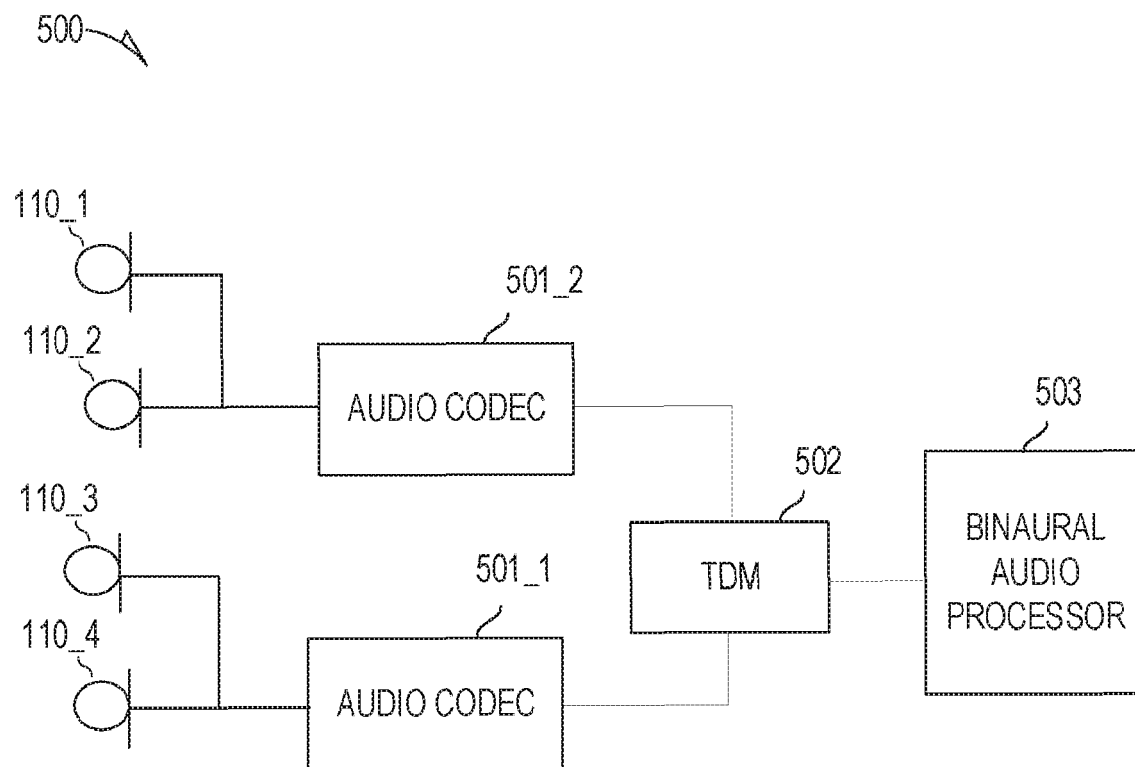 500
110_1
501_2
110_2
AUDIO CODEC
503
502
110_3
BINAURAL
AUDIO
PROCESSOR
501_1
TDM
110_4
AUDIO CODEC